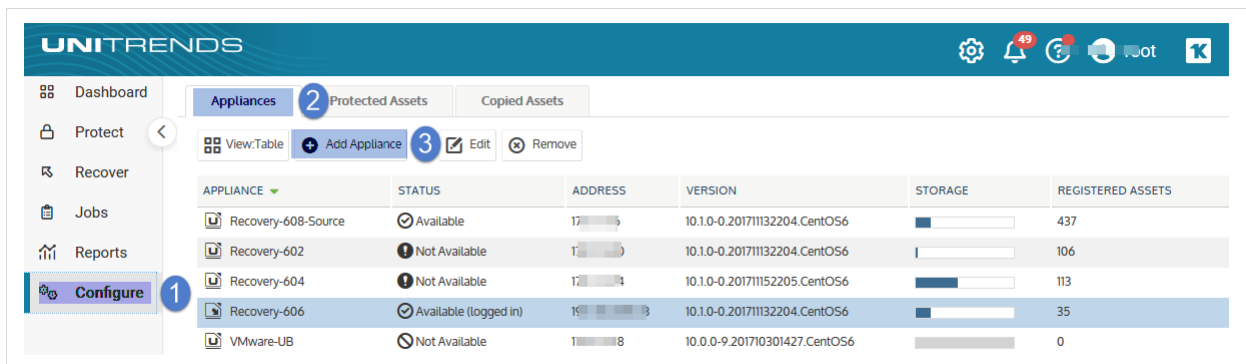 UNITRENDS
49
Dashboard
Protect
Recover
Jobs
Reports
Configure 1
Appliances 2 Protected Assets Copied Assets
View:Table Add Appliance 3 Edit Remove
APPLIANCE STATUS ADDRESS VERSION STORAGE REGISTERED ASSETS
Recovery-608-Source Available 10.1.0-0.201711132204.CentOS6 437
Recovery-602 Not Available 10.1.0-0.201711132204.CentOS6 106
Recovery-604 Not Available 10.1.0-0.201711152205.CentOS6 113
Recovery-606 Available (logged in) 10.1.0-0.201711132204.CentOS6 35
VMware-UB Not Available 10.0.0-9.201710301427.CentOS6 0